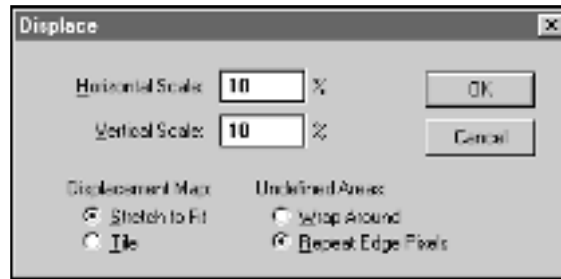 Displace
Horizontal Scale: 10 %
OK
Vertical Scale: 10 %
Cancel
Displacement Map: Undefined Areas:
Stretch to Fit Wrap Around
Tile Repeat Edge Pixels